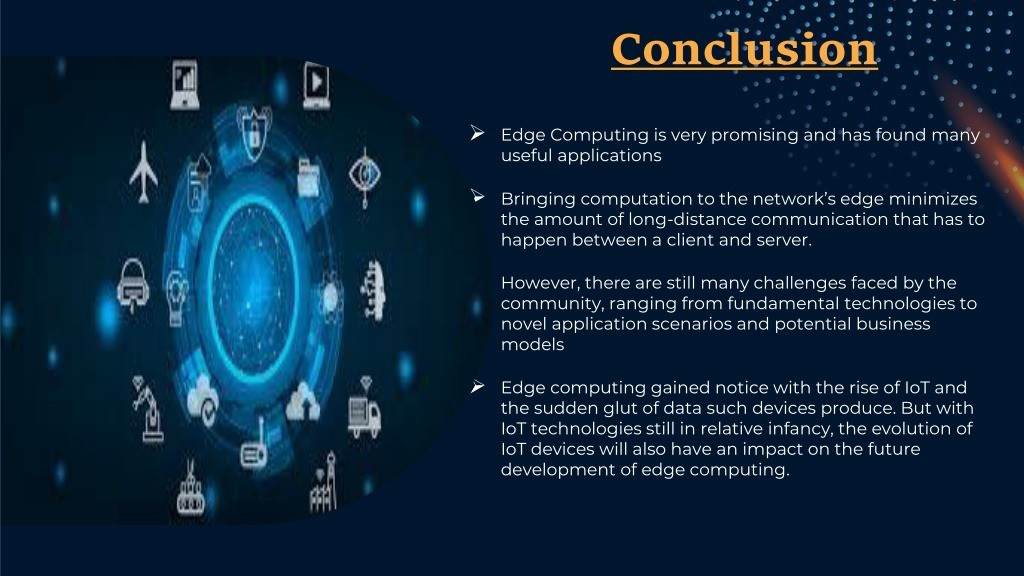 Conclusion
➢ Edge Computing is very promising and has found many
useful applications
➢ Bringing computation to the network’s edge minimizes
the amount of long-distance communication that has to
happen between a client and server.
However, there are still many challenges faced by the
community, ranging from fundamental technologies to
novel application scenarios and potential business
models
➢ Edge computing gained notice with the rise of IoT and
the sudden glut of data such devices produce. But with
IoT technologies still in relative infancy, the evolution of
IoT devices will also have an impact on the future
development of edge computing.